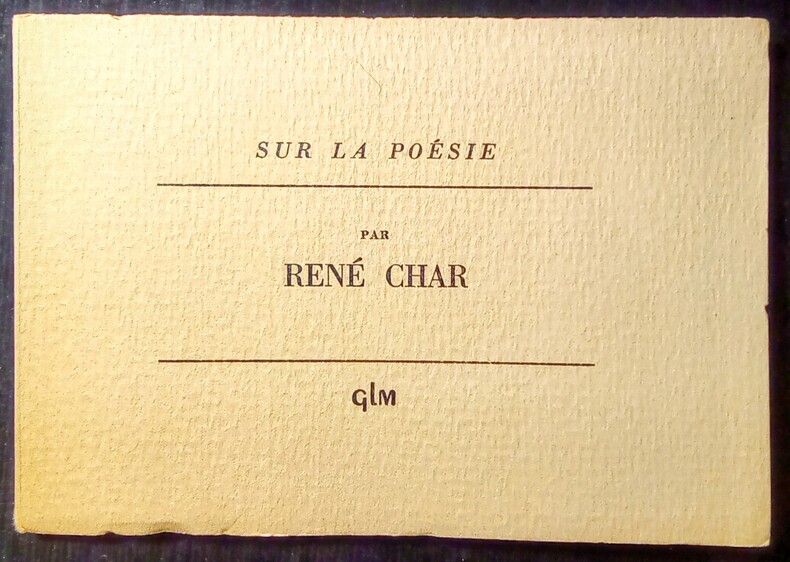 SUR LA POÉSIE
PAR
RENÉ CHAR
GLM